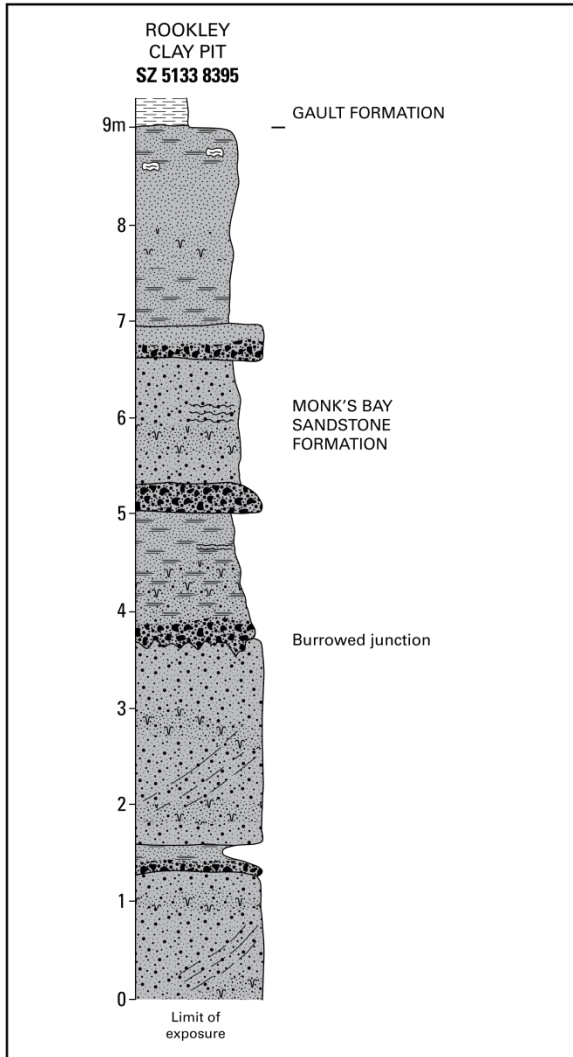 ROOKLEY
CLAY PIT
SZ 5133 8395
GAULT FORMATION
9m
8
7
6
MONK'S BAY
SANDSTONE
FORMATION
5
4
Burrowed junction
3
2
1
0
Limit of
exposure